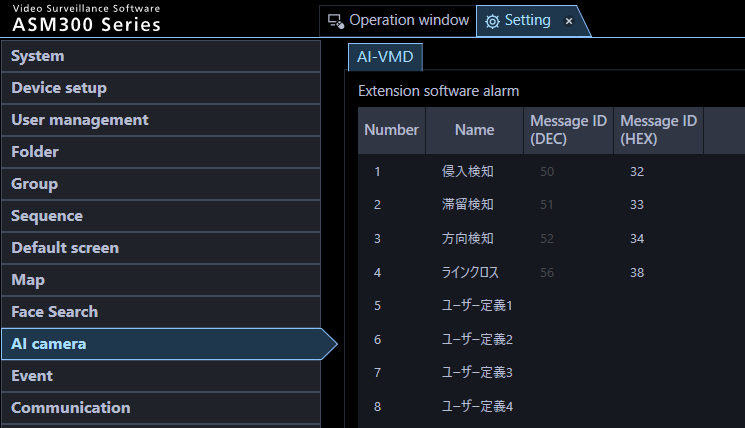 Video Surveillance Software
ASM300 Series
Operation window
Setting
×
System
Device setup
User management
Folder
Group
Sequence
Default screen
Map
Face Search
AI camera
Event
Communication
AI-VMD
Extension software alarm
Number Name Message ID (DEC) Message ID (HEX)
1 侵入検知 50 32
2 滞留検知 51 33
3 方向検知 52 34
4 ラインクロス 56 38
5 ユーザー定義1
6 ユーザー定義2
7 ユーザー定義3
8 ユーザー定義4